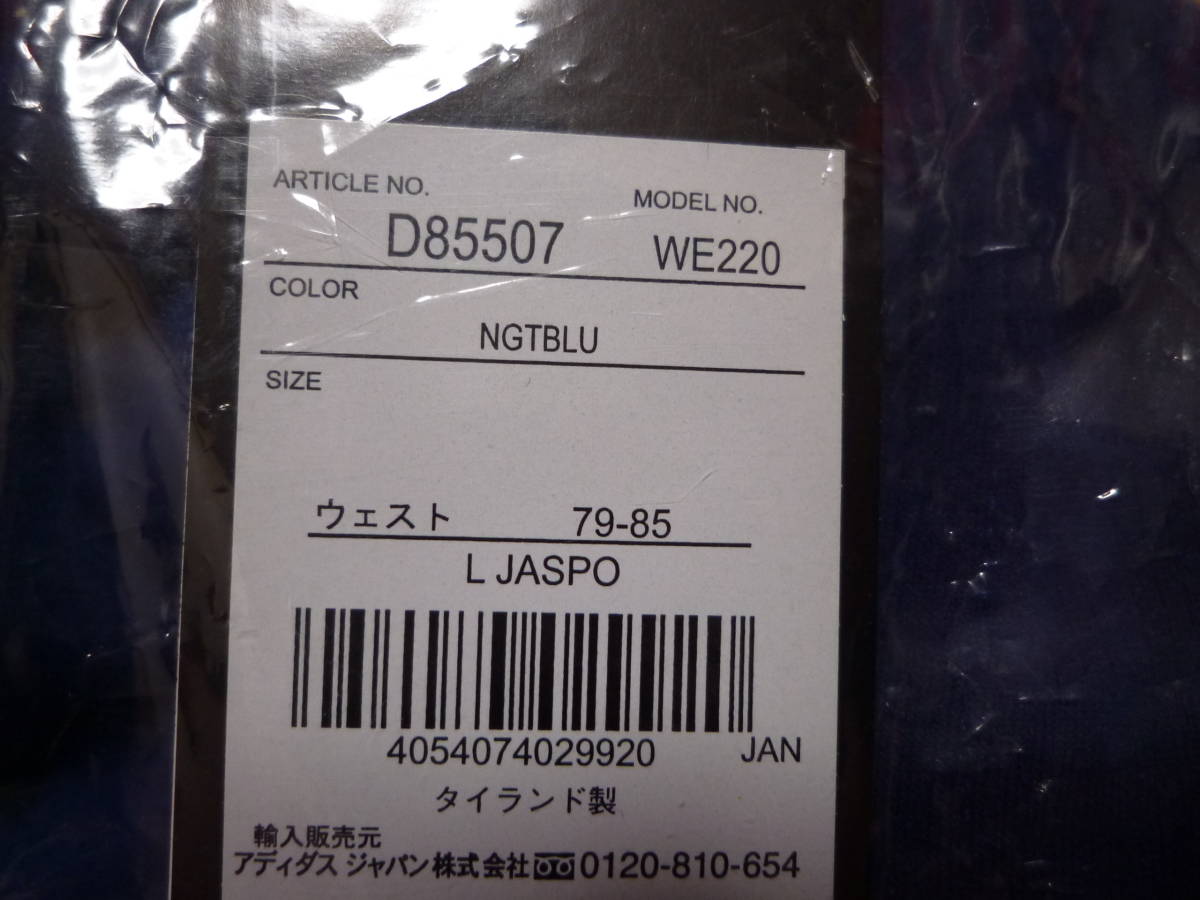 ARTICLE NO. MODEL NO.
D85507 WE220
COLOR
NGTBLU
SIZE
ウェスト 79-85
L JASPO
4054074029920 JAN
タイランド製
輸入販売元
アディダス ジャパン株式会社 0120-810-654